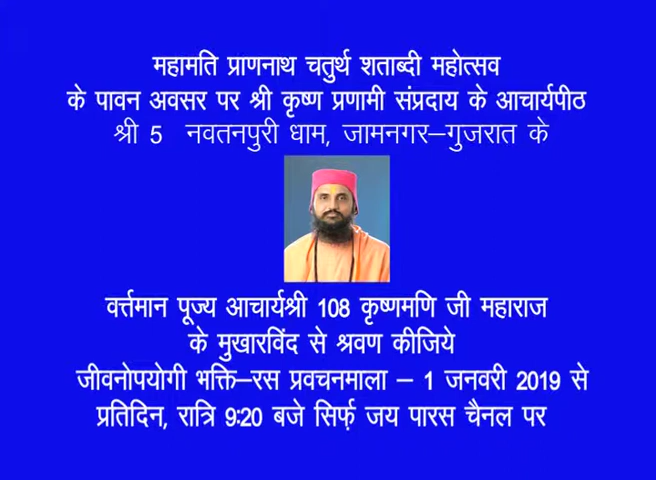 महामति प्राणनाथ चतुर्थ शताब्दी महोत्सव
के पावन अवसर पर श्री कृष्ण प्रणामी संप्रदाय के आचार्यपीठ
श्री 5 नवतनपुरी धाम, जामनगर–गुजरात के
वर्त्तमान पूज्य आचार्यश्री 108 कृष्णमणि जी महाराज
के मुखारविंद से श्रवण कीजिये
जीवनोपयोगी भक्ति–रस प्रवचनमाला – 1 जनवरी 2019 से
प्रतिदिन, रात्रि 9:20 बजे सिर्फ़ जय पारस चैनल पर